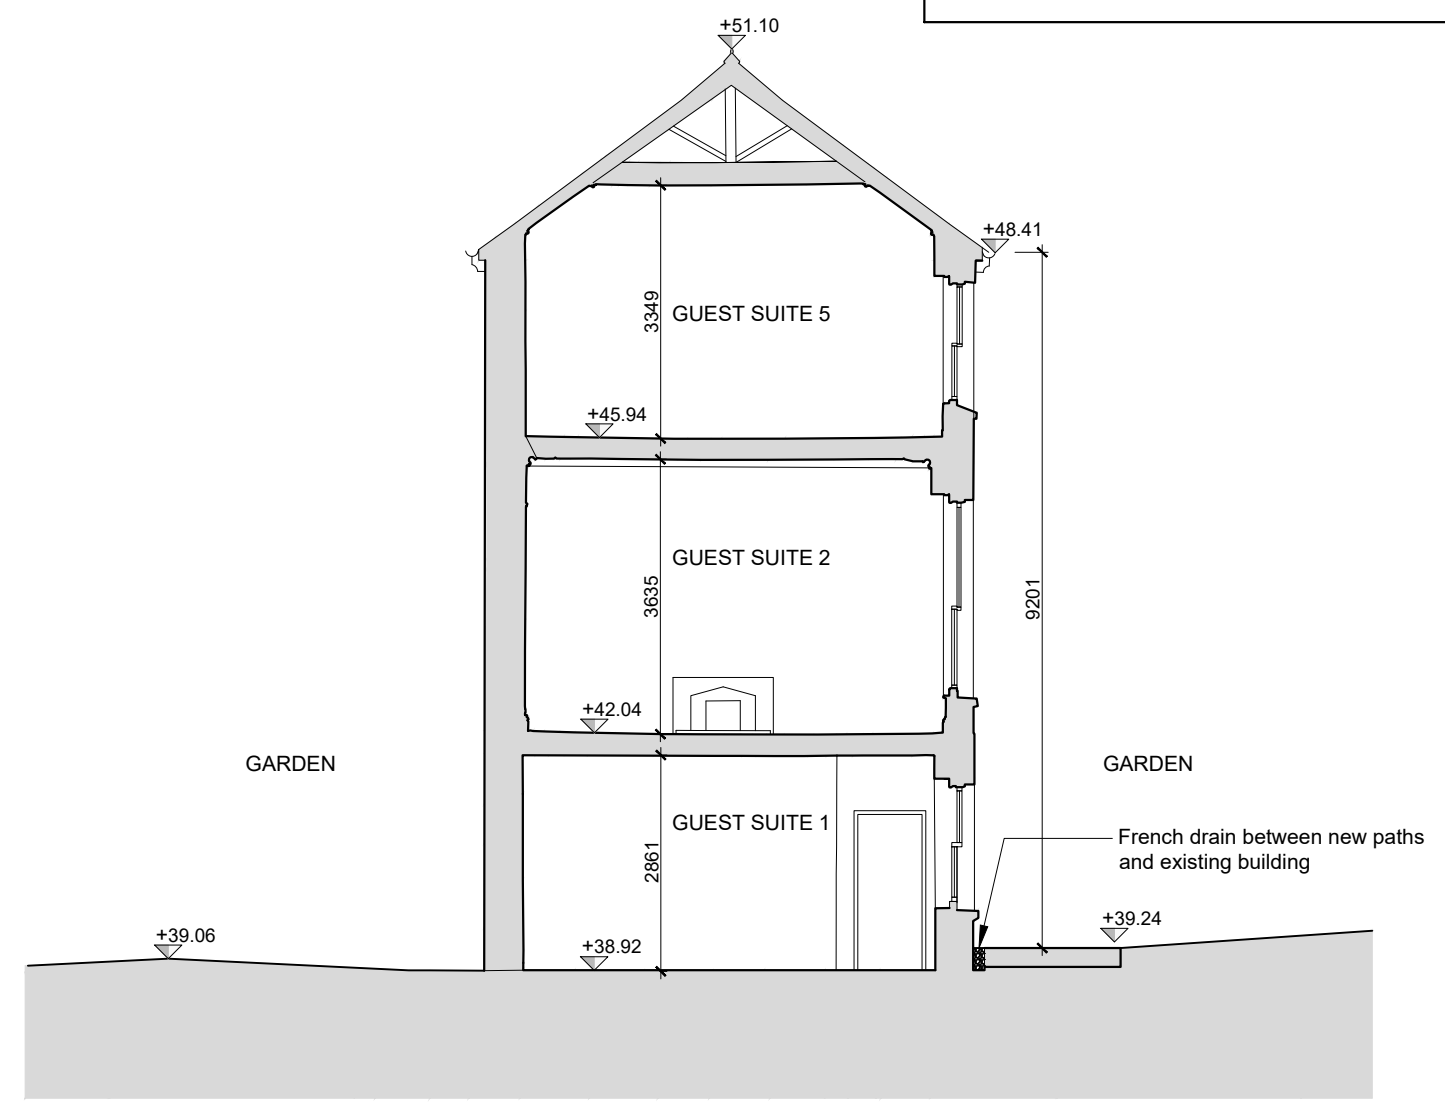 +51.10
+48.41
3349
GUEST SUITE 5
+45.94
GUEST SUITE 2
3635
9201
+42.04
GARDEN
GARDEN
GUEST SUITE 1
2861
French drain between new paths
and existing building
+39.06
+38.92
+39.24